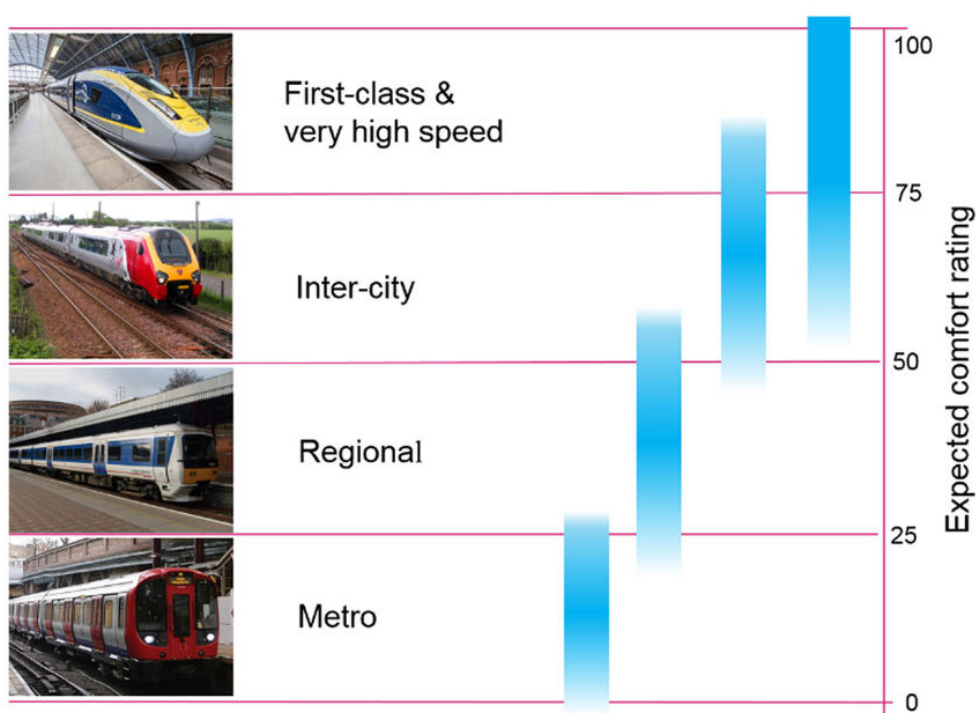 100
First-class &
very high speed
75
Inter-city
50
Regional
25
Metro
0
Expected comfort rating